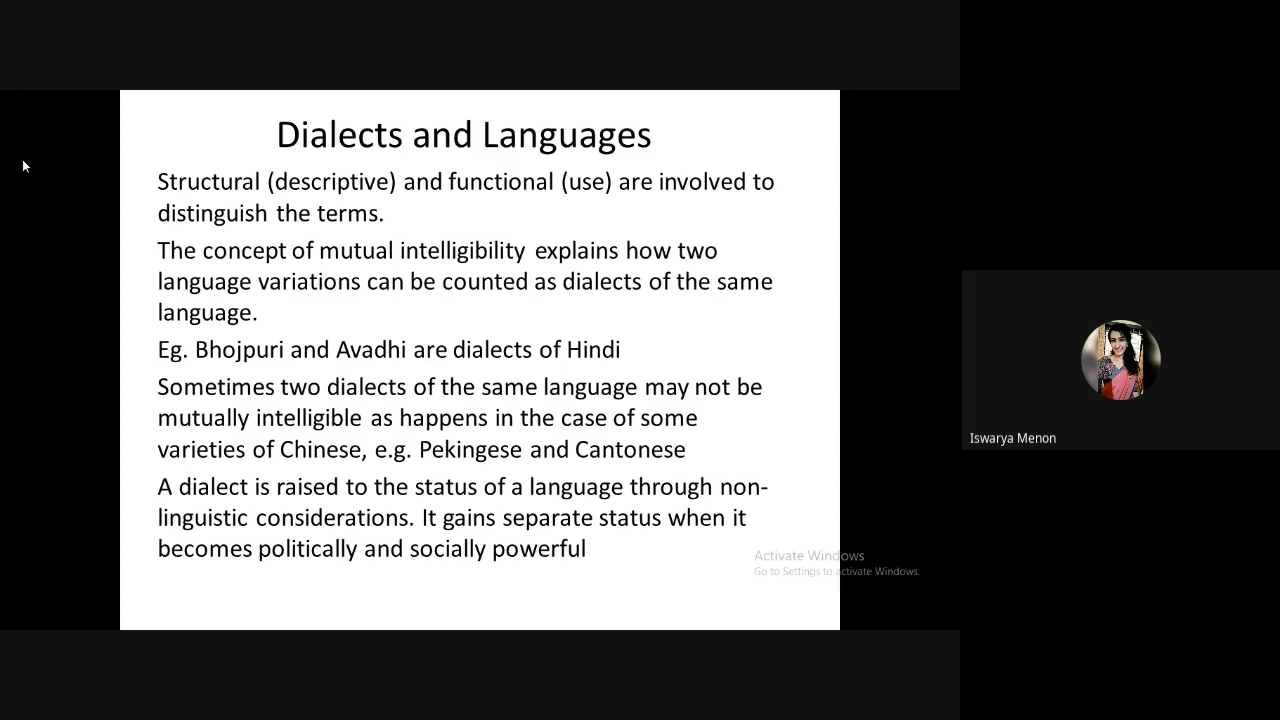 Dialects and Languages
Structural (descriptive) and functional (use) are involved to
distinguish the terms.
The concept of mutual intelligibility explains how two
language variations can be counted as dialects of the same
language.
Eg. Bhojpuri and Avadhi are dialects of Hindi
Sometimes two dialects of the same language may not be
mutually intelligible as happens in the case of some
varieties of Chinese, e.g. Pekingese and Cantonese
A dialect is raised to the status of a language through non-
linguistic considerations. It gains separate status when it
becomes politically and socially powerful
Activate Windows
Go to Settings to activate Windows.
Iswarya Menon